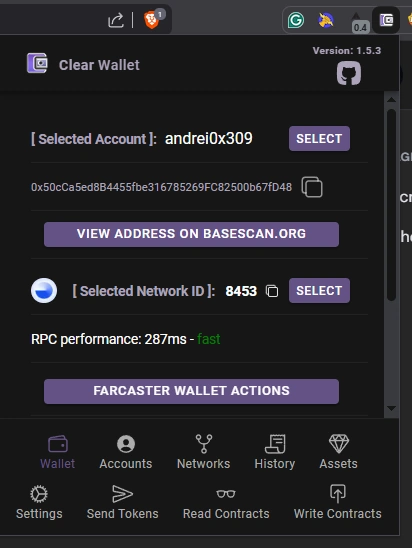 1
0.4
Version: 1.5.3
Clear Wallet
[ Selected Account ]: andrei0x309 SELECT
0x50cCa5ed8B4455fbe316785269FC82500b67fD48
VIEW ADDRESS ON BASESCAN.ORG
[ Selected Network ID ]: 8453 SELECT
RPC performance: 287ms - fast
FARCASTER WALLET ACTIONS
Wallet Accounts Networks History Assets
Settings Send Tokens Read Contracts Write Contracts